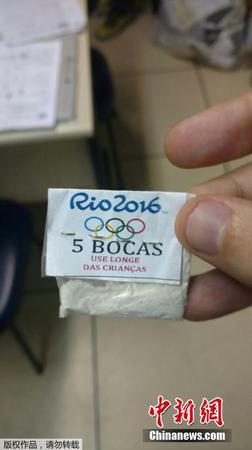 Rio2016™
5 BOCAS
USE LONGE
DAS CRIANÇAS
中新网
Chinanews.com
版权作品 请勿转载